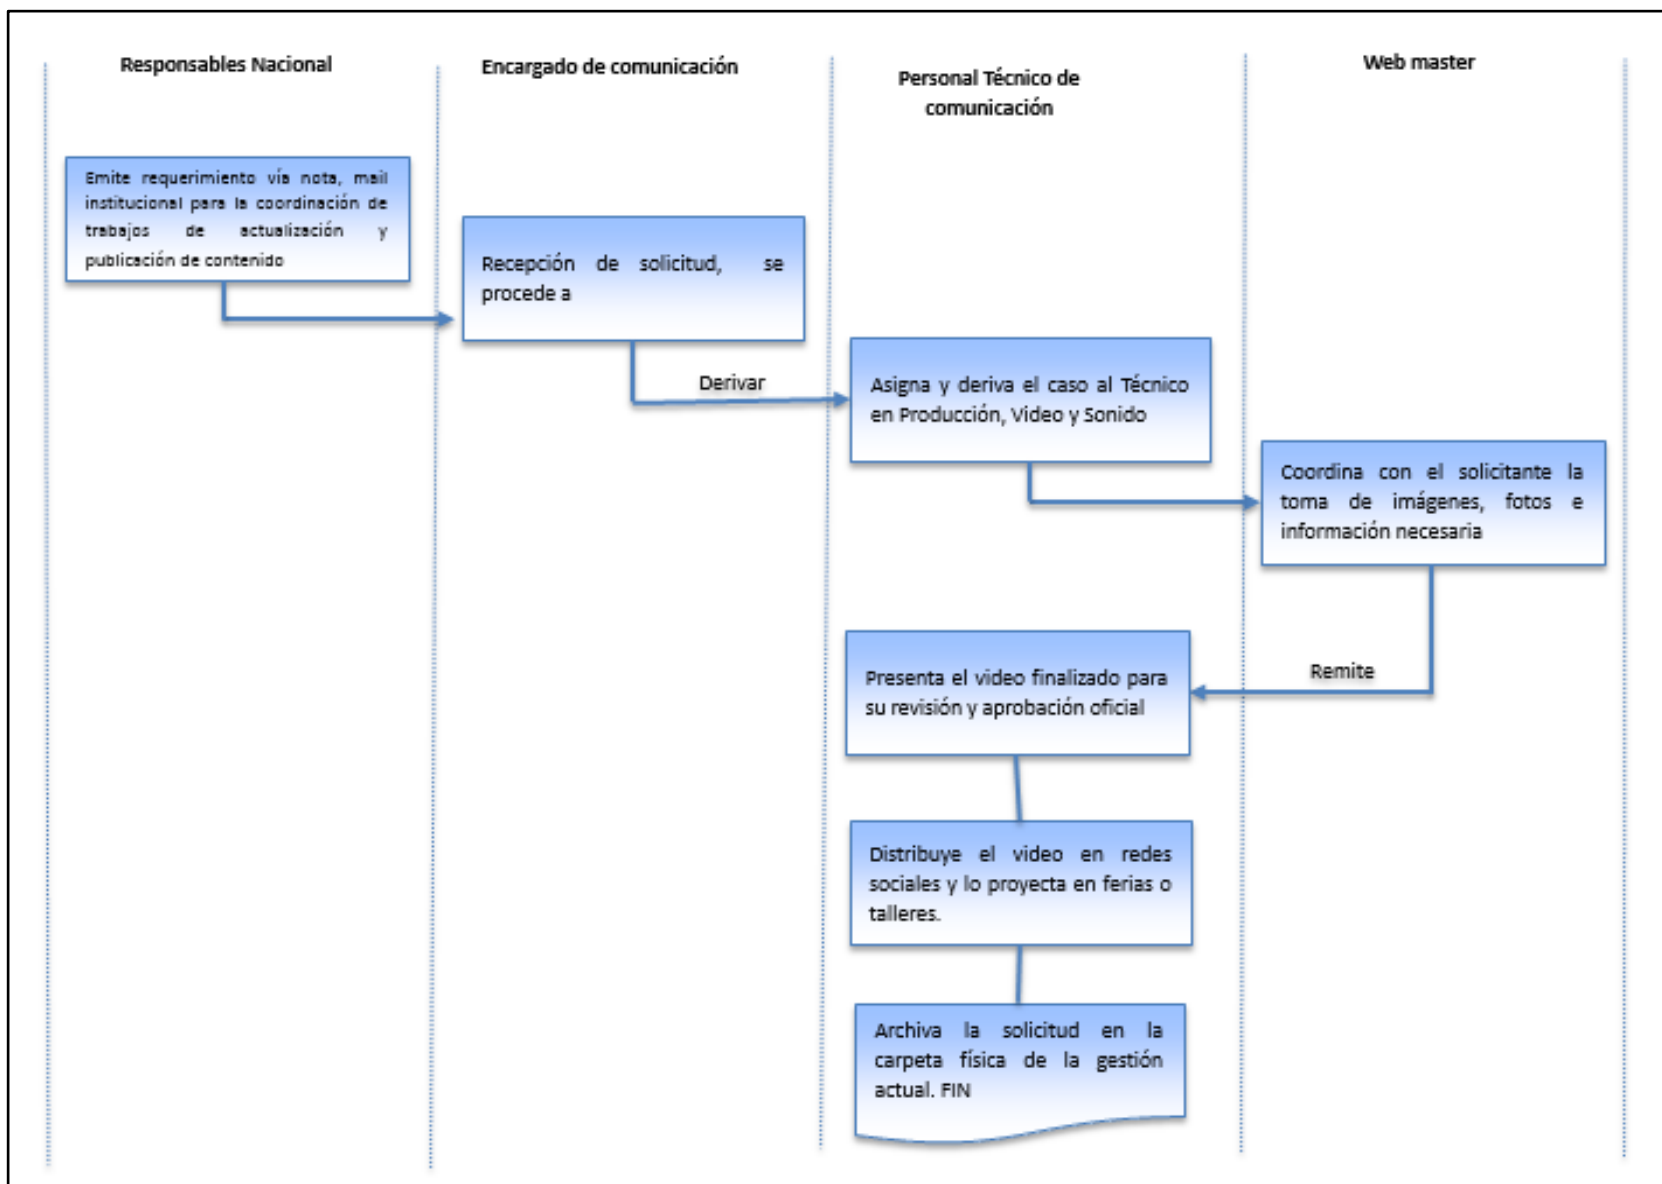 Responsables Nacional
Encargado de comunicación
Personal Técnico de
comunicación
Web master
Emite requerimiento vía nota, mail
institucional para la coordinación de
trabajos de actualización y
publicación de contenido
Recepción de solicitud, se
procede a
Derivar
Asigna y deriva el caso al Técnico
en Producción, Video y Sonido
Coordina con el solicitante la
toma de imágenes, fotos e
información necesaria
Remite
Presenta el video finalizado para
su revisión y aprobación oficial
Distribuye el video en redes
sociales y lo proyecta en ferias o
talleres.
Archiva la solicitud en la
carpeta física de la gestión
actual. FIN